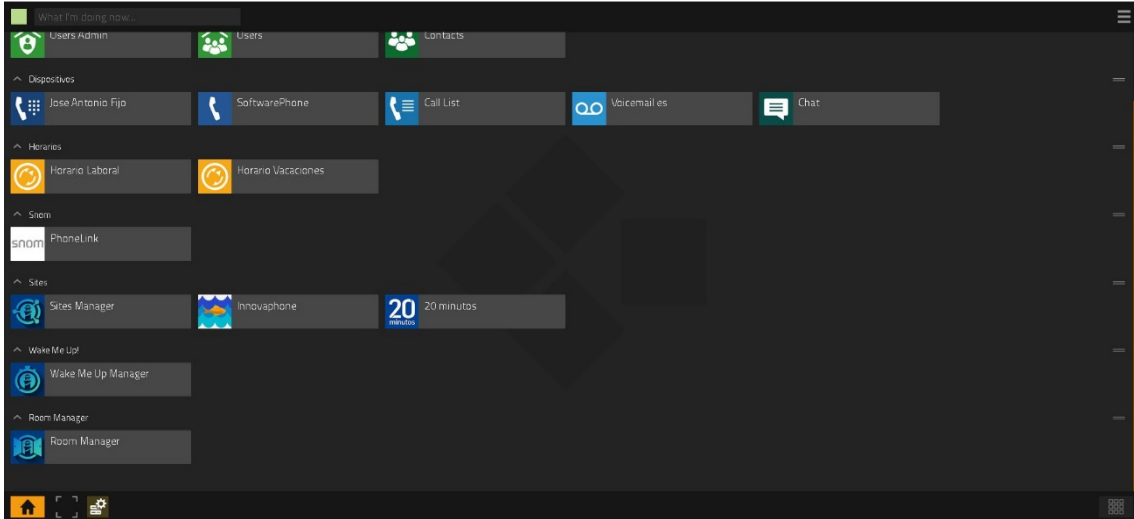 What I'm doing now...
Users Admin
Users
Contacts
Dispositivos
Jose Antonio Fijo
SoftwarePhone
Call List
Voicemail es
Chat
Horarios
Horario Laboral
Horario Vacaciones
Snom
snom
PhoneLink
Sites
Sites Manager
Innovaphone
20
minutos
20 minutos
Wake Me Up!
Wake Me Up Manager
Room Manager
Room Manager